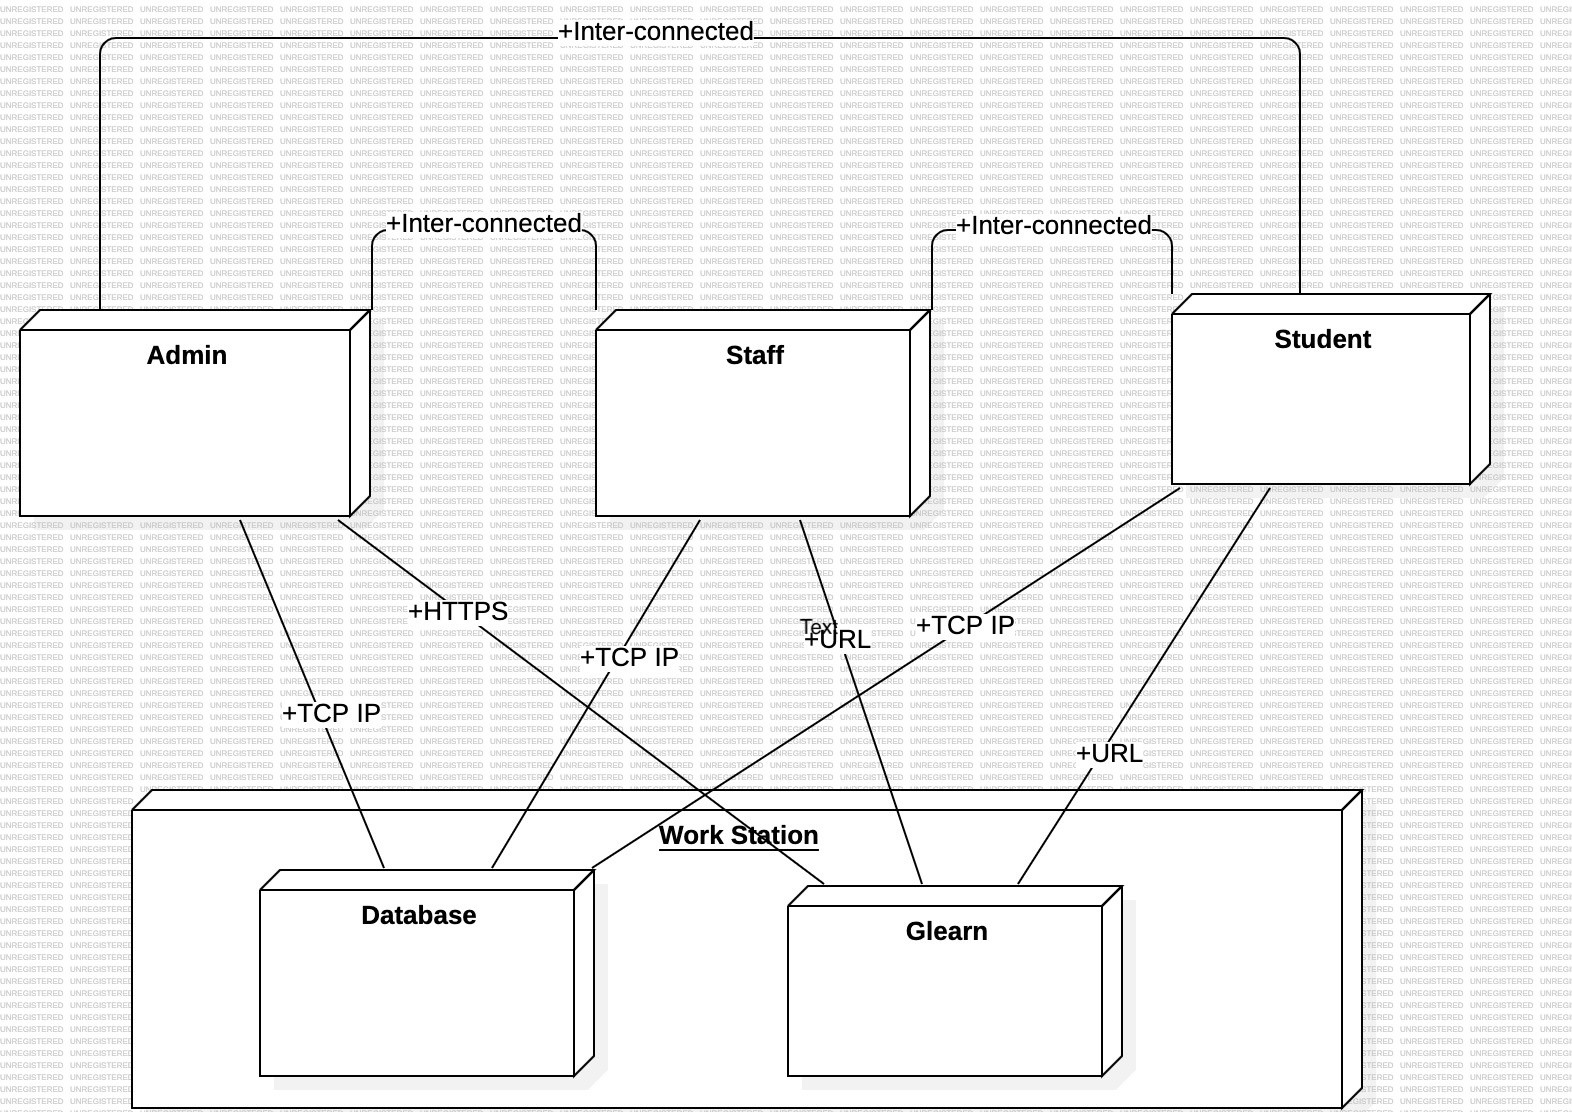 +Inter-connected
+Inter-connected
+Inter-connected
Admin
Staff
Student
+HTTPS
Text
+URL
+TCP IP
+TCP IP
+TCP IP
+URL
Work Station
Database
Glearn
UNREGISTERED